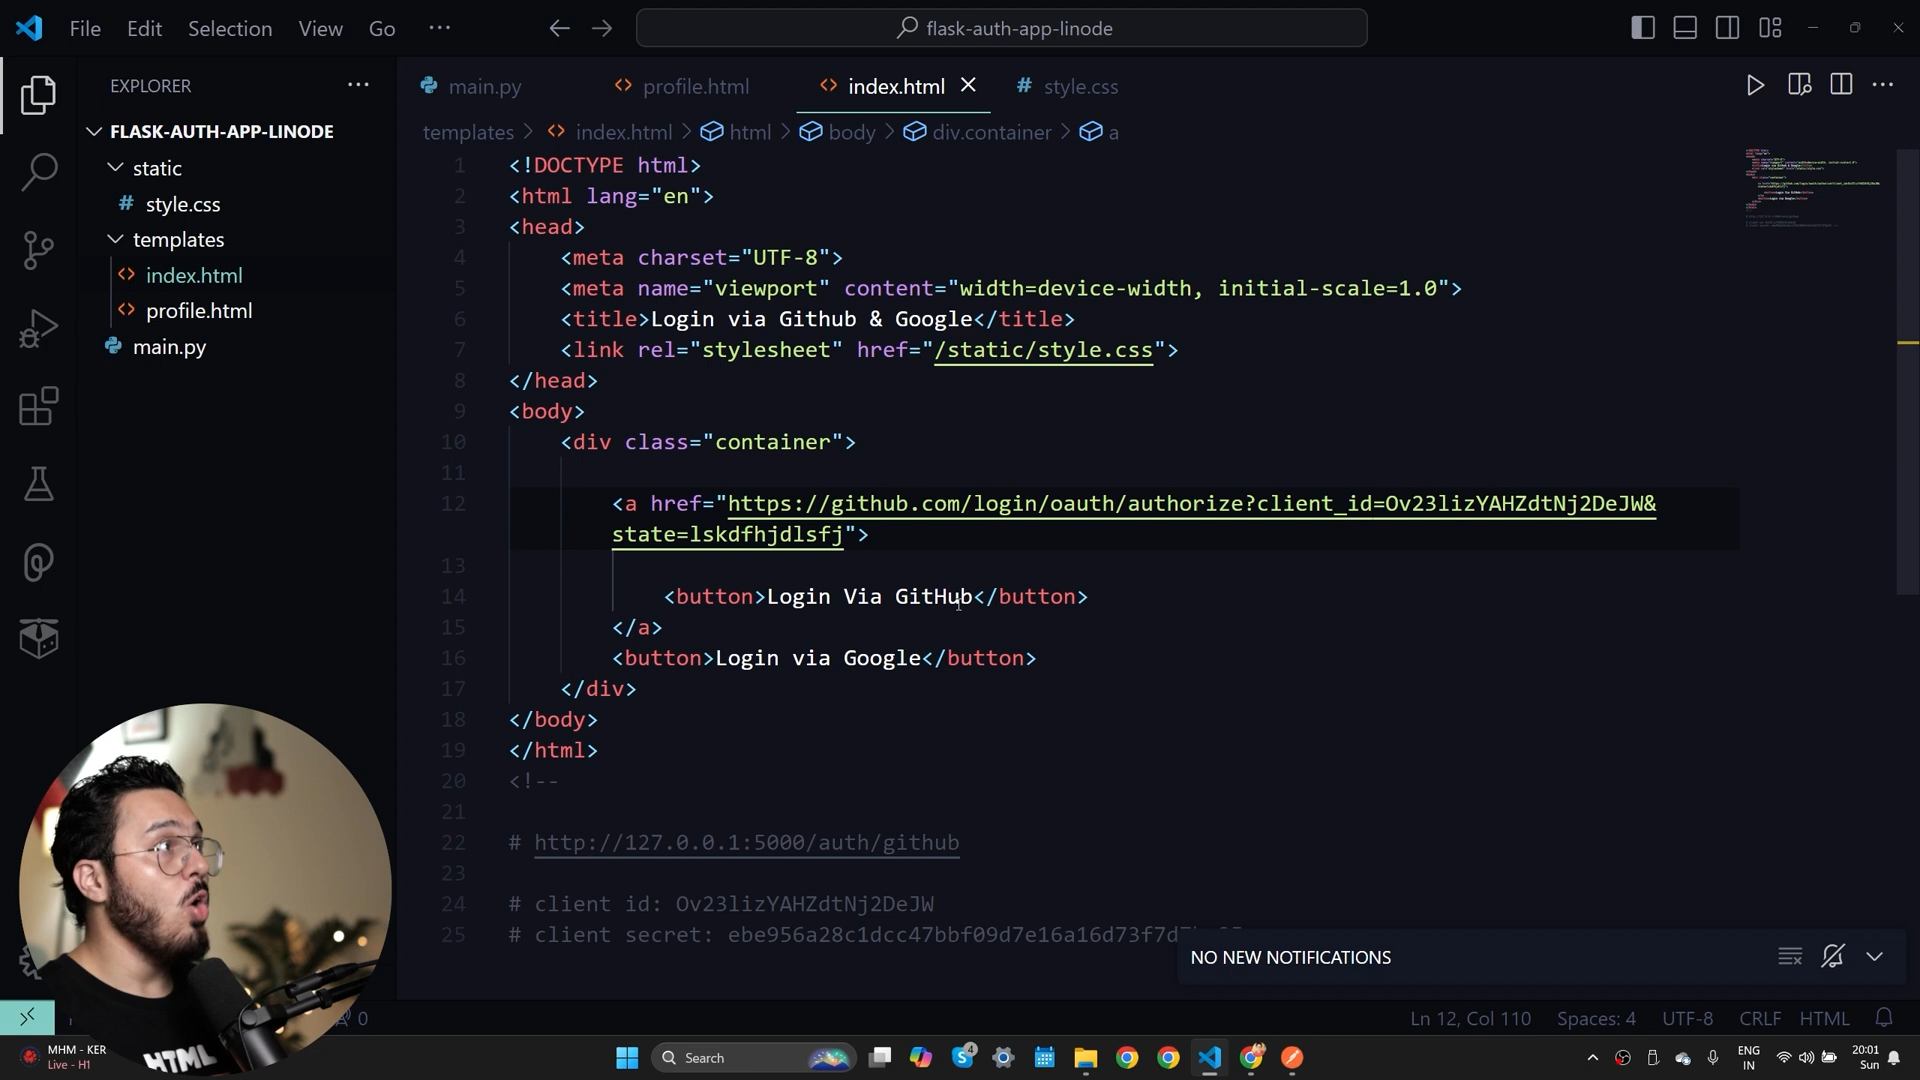 File Edit Selection View Go ···
flask-auth-app-linode
EXPLORER ···
FLASK-AUTH-APP-LINODE
static
# style.css
templates
<> index.html
<> profile.html
main.py
main.py <> profile.html <> index.html # style.css
templates > <> index.html > html > body > div.container > a
1 <!DOCTYPE html>
2 <html lang="en">
3 <head>
4 <meta charset="UTF-8">
5 <meta name="viewport" content="width=device-width, initial-scale=1.0">
6 <title>Login via Github & Google</title>
7 <link rel="stylesheet" href="/static/style.css">
8 </head>
9 <body>
10 <div class="container">
11
12 <a href="https://github.com/login/oauth/authorize?client_id=Ov23lizYAHZdtNj2DeJW&
state=lskdfhjdlsfj">
13
14 <button>Login Via GitHub</button>
15 </a>
16 <button>Login via Google</button>
17 </div>
18 </body>
19 </html>
20 <!--
21
22 # http://127.0.0.1:5000/auth/github
23
24 # client id: Ov23lizYAHZdtNj2DeJW
25 # client secret:
NO NEW NOTIFICATIONS
0
Ln 12, Col 110 Spaces: 4 UTF-8 CRLF HTML
HTML
MHM - KER
Live - H1
Search
4
ENG
IN
20:01
Sun